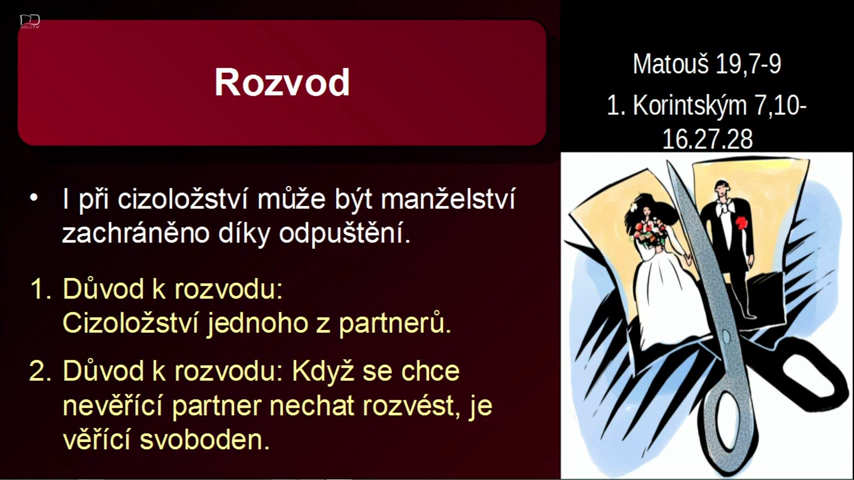 Rozvod
Matouš 19,7-9
1. Korintským 7,10-
16.27.28
• I při cizoložství může být manželství
zachráněno díky odpuštění.
1. Důvod k rozvodu:
Cizoložství jednoho z partnerů.
2. Důvod k rozvodu: Když se chce
nevěřící partner nechat rozvést, je
věřící svoboden.